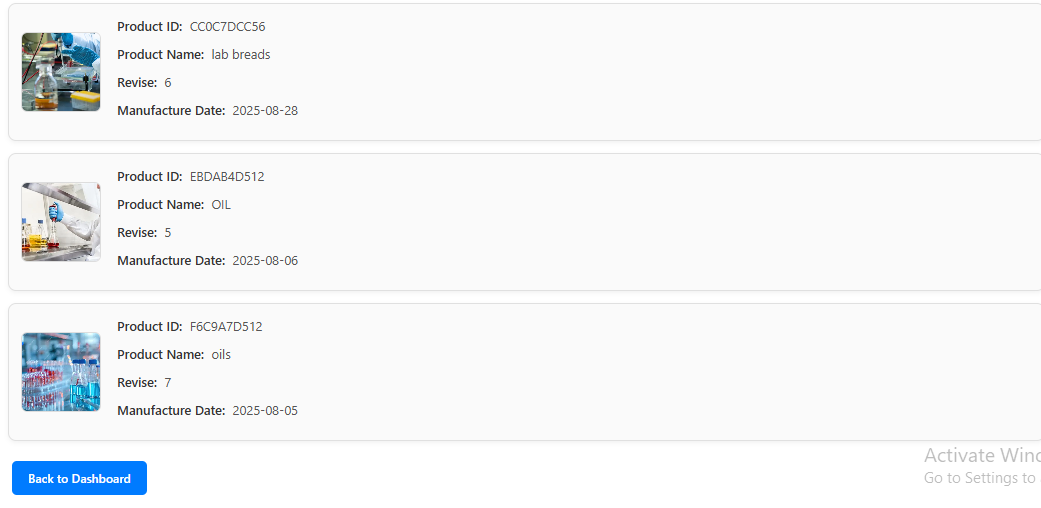 Product ID: CC0C7DCC56
Product Name: lab breads
Revise: 6
Manufacture Date: 2025-08-28
Product ID: EBDAB4D512
Product Name: OIL
Revise: 5
Manufacture Date: 2025-08-06
Product ID: F6C9A7D512
Product Name: oils
Revise: 7
Manufacture Date: 2025-08-05
Activate Wind
Go to Settings to
Back to Dashboard